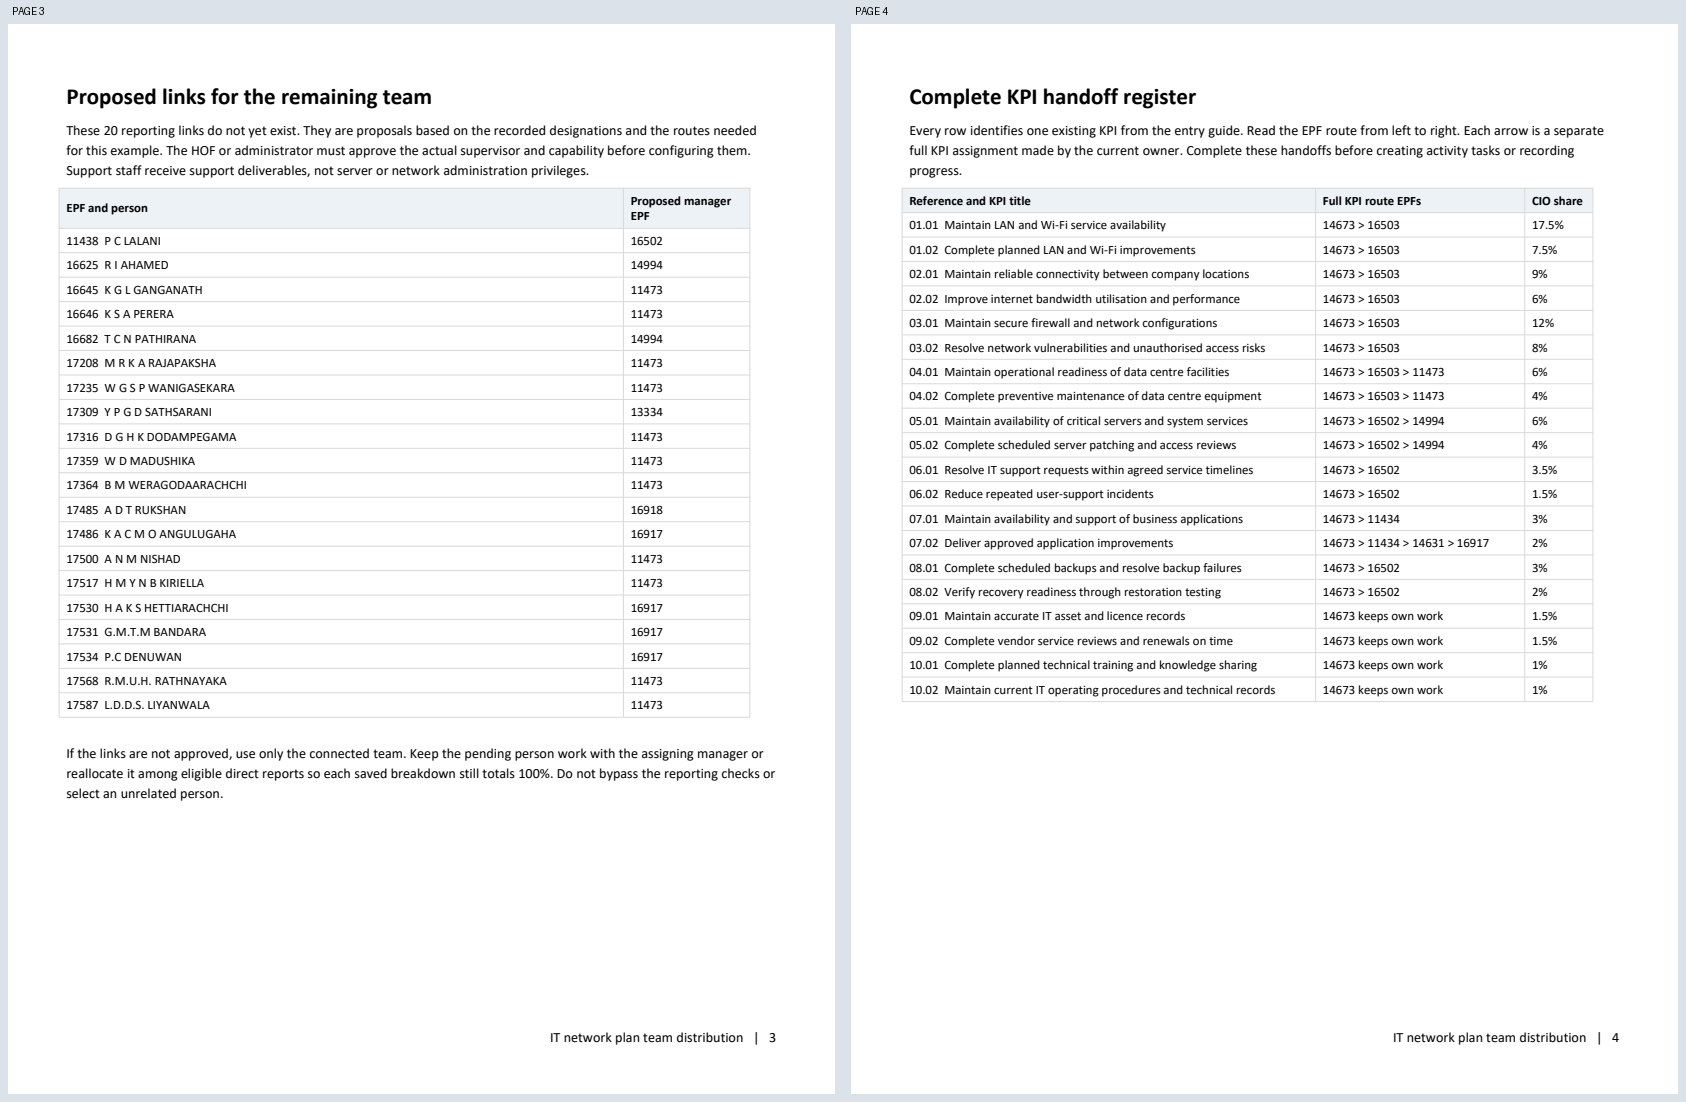 PAGE 3
Proposed links for the remaining team
These 20 reporting links do not yet exist. They are proposals based on the recorded designations and the routes needed
for this example. The HOF or administrator must approve the actual supervisor and capability before configuring them.
Support staff receive support deliverables, not server or network administration privileges.
EPF and person Proposed manager EPF
11438 P C LALANI 16502
16625 R I AHAMED 14994
16645 K G L GANGANATH 11473
16646 K S A PERERA 11473
16682 T C N PATHIRANA 14994
17208 M R K A RAJAPAKSHA 11473
17235 W G S P WANIGASEKARA 11473
17309 Y P G D SATHSARANI 13334
17316 D G H K DODAMPEGAMA 11473
17359 W D MADUSHIKA 11473
17364 B M WERAGODAARACHCHI 11473
17485 A D T RUKSHAN 16918
17486 K A C M O ANGULUGAHA 16917
17500 A N M NISHAD 11473
17517 H M Y N B KIRIELLA 11473
17530 H A K S HETTIARACHCHI 16917
17531 G.M.T.M BANDARA 16917
17534 P.C DENUWAN 16917
17568 R.M.U.H. RATHNAYAKA 11473
17587 L.D.D.S. LIYANWALA 11473
If the links are not approved, use only the connected team. Keep the pending person work with the assigning manager or
reallocate it among eligible direct reports so each saved breakdown still totals 100%. Do not bypass the reporting checks or
select an unrelated person.
IT network plan team distribution | 3
PAGE 4
Complete KPI handoff register
Every row identifies one existing KPI from the entry guide. Read the EPF route from left to right. Each arrow is a separate
full KPI assignment made by the current owner. Complete these handoffs before creating activity tasks or recording
progress.
Reference and KPI title Full KPI route EPFs CIO share
01.01 Maintain LAN and Wi-Fi service availability 14673 > 16503 17.5%
01.02 Complete planned LAN and Wi-Fi improvements 14673 > 16503 7.5%
02.01 Maintain reliable connectivity between company locations 14673 > 16503 9%
02.02 Improve internet bandwidth utilisation and performance 14673 > 16503 6%
03.01 Maintain secure firewall and network configurations 14673 > 16503 12%
03.02 Resolve network vulnerabilities and unauthorised access risks 14673 > 16503 8%
04.01 Maintain operational readiness of data centre facilities 14673 > 16503 > 11473 6%
04.02 Complete preventive maintenance of data centre equipment 14673 > 16503 > 11473 4%
05.01 Maintain availability of critical servers and system services 14673 > 16502 > 14994 6%
05.02 Complete scheduled server patching and access reviews 14673 > 16502 > 14994 4%
06.01 Resolve IT support requests within agreed service timelines 14673 > 16502 3.5%
06.02 Reduce repeated user-support incidents 14673 > 16502 1.5%
07.01 Maintain availability and support of business applications 14673 > 11434 3%
07.02 Deliver approved application improvements 14673 > 11434 > 14631 > 16917 2%
08.01 Complete scheduled backups and resolve backup failures 14673 > 16502 3%
08.02 Verify recovery readiness through restoration testing 14673 > 16502 2%
09.01 Maintain accurate IT asset and licence records 14673 keeps own work 1.5%
09.02 Complete vendor service reviews and renewals on time 14673 keeps own work 1.5%
10.01 Complete planned technical training and knowledge sharing 14673 keeps own work 1%
10.02 Maintain current IT operating procedures and technical records 14673 keeps own work 1%
IT network plan team distribution | 4